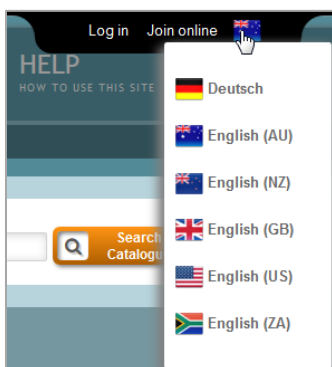 Log in Join online
HELP
HOW TO USE THIS SITE
Deutsch
English (AU)
English (NZ)
English (GB)
English (US)
English (ZA)
Search